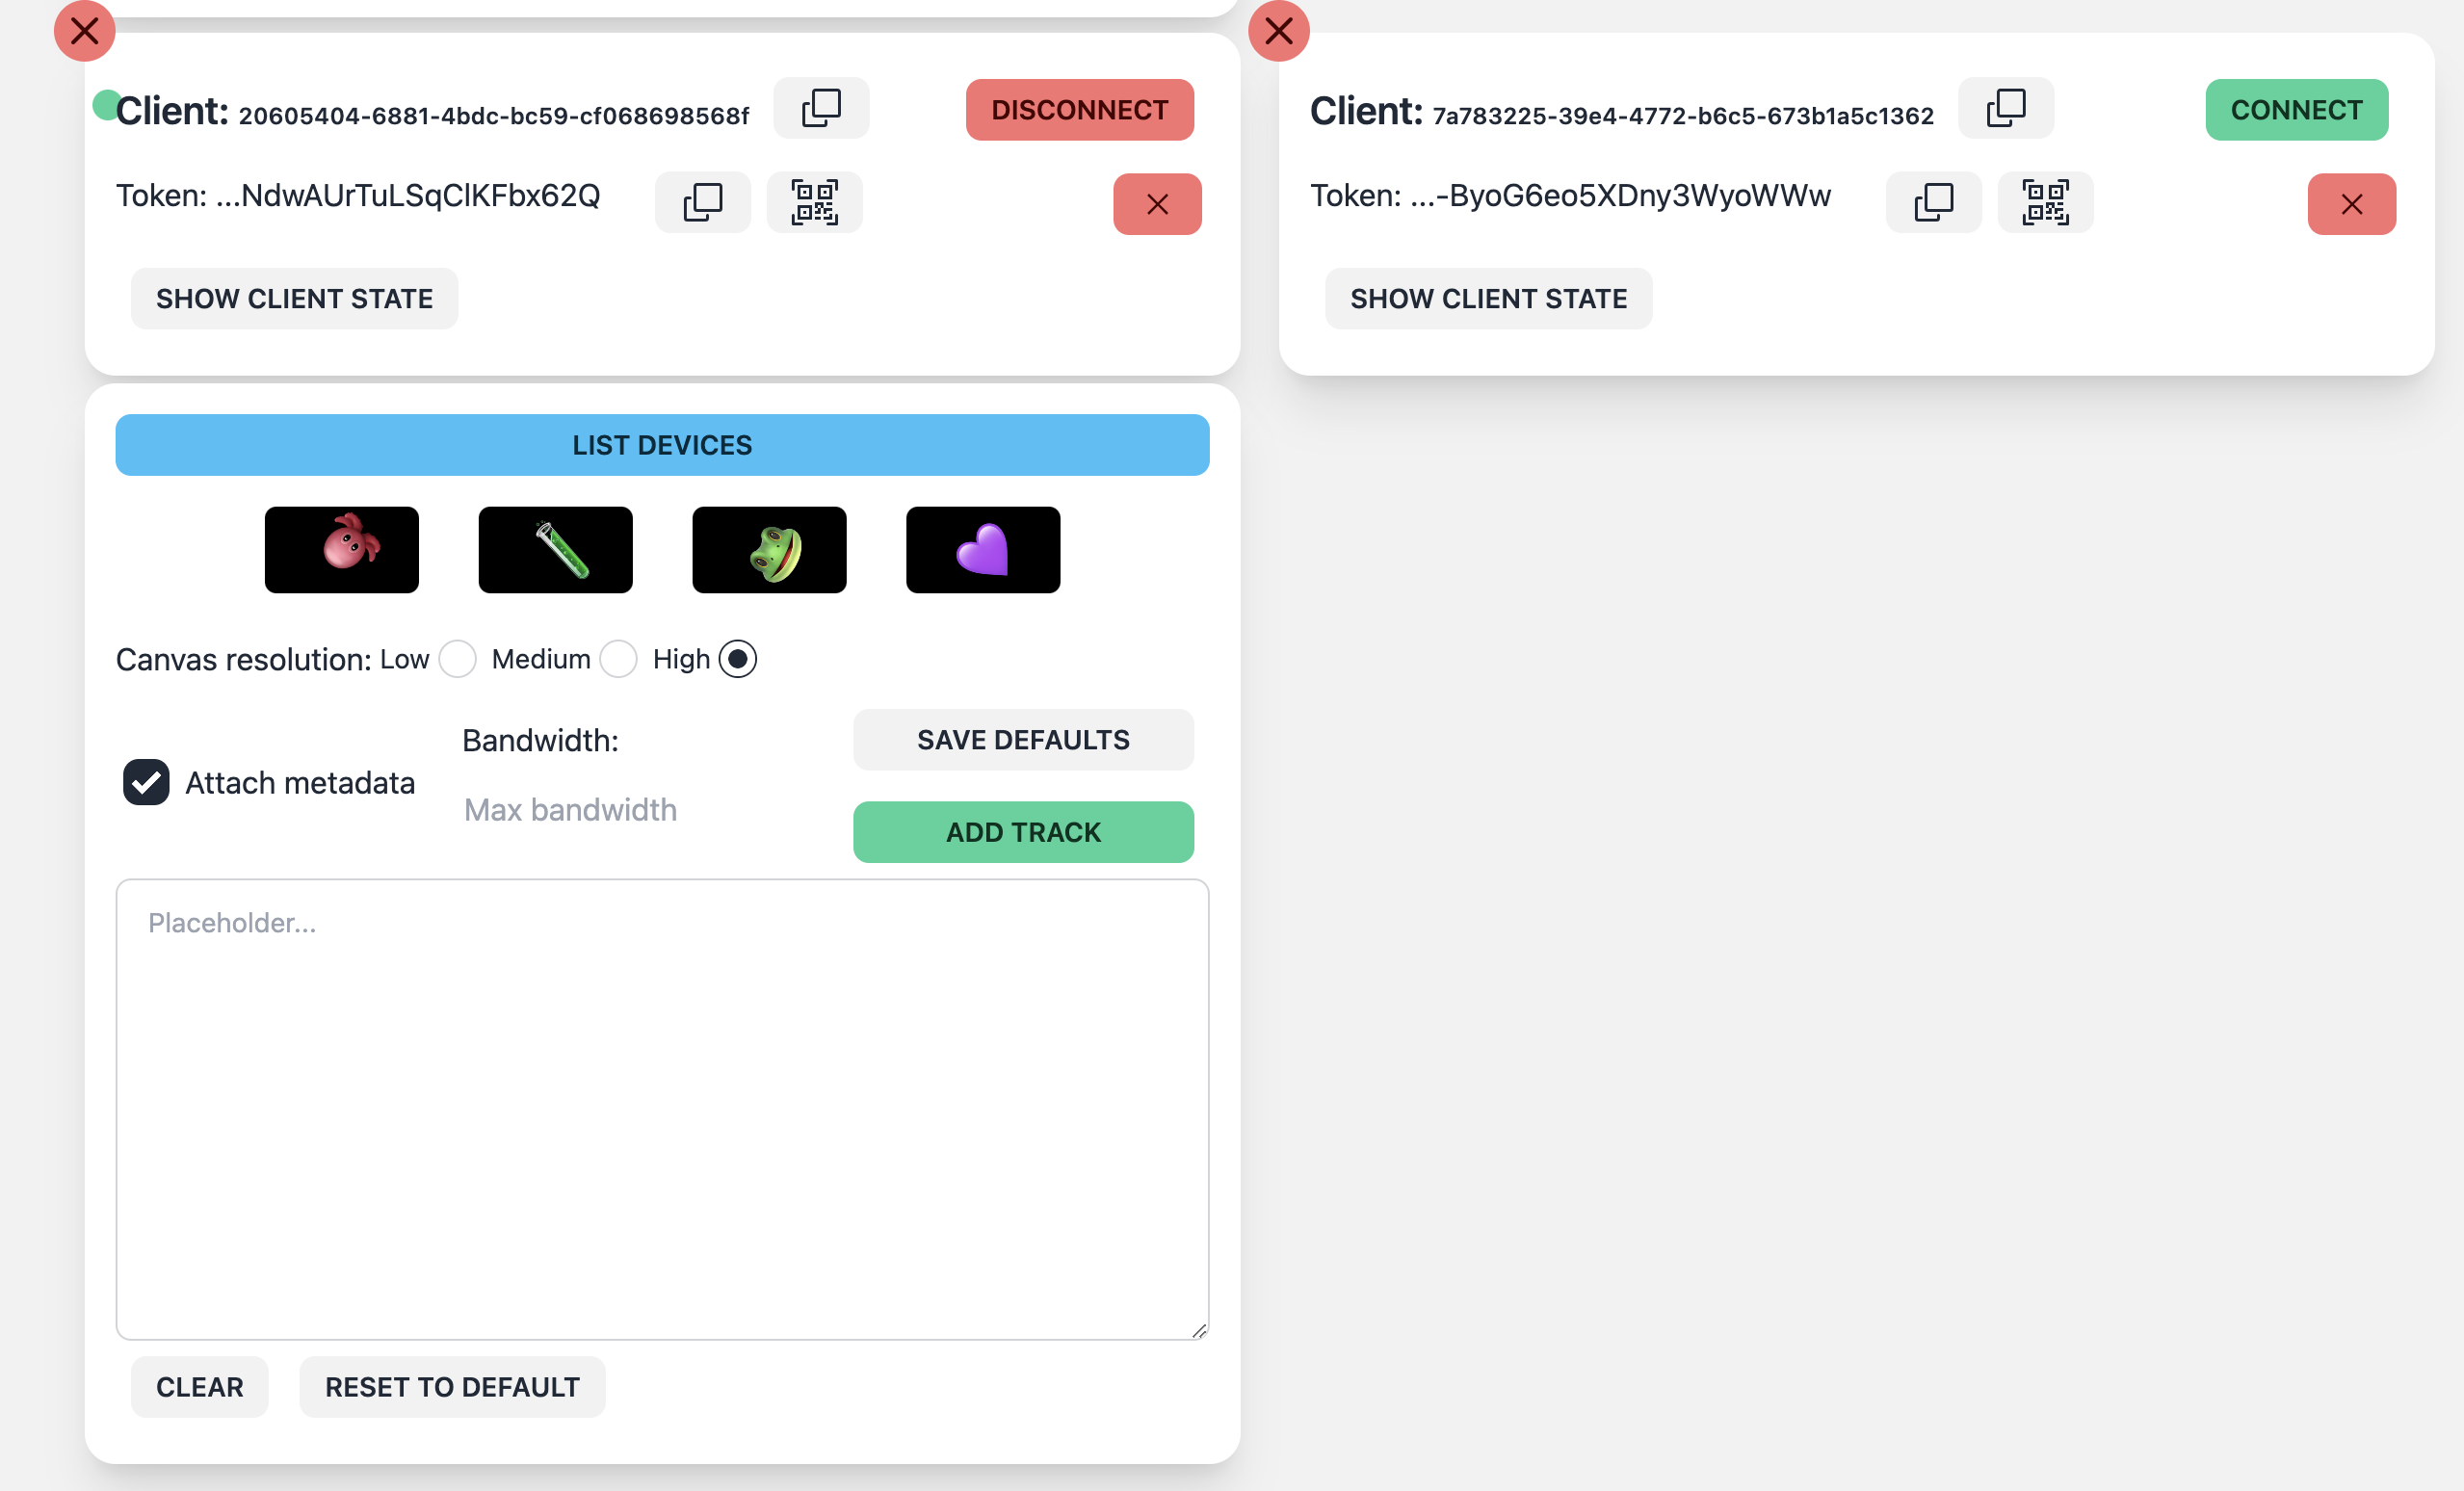 Client: 20605404-6881-4bdc-bc59-cf068698568f
DISCONNECT
Token: ...NdwAUrTuLSqClKFbx62Q
SHOW CLIENT STATE
LIST DEVICES
Canvas resolution: Low Medium High
Attach metadata
Bandwidth:
Max bandwidth
SAVE DEFAULTS
ADD TRACK
Placeholder...
CLEAR
RESET TO DEFAULT
Client: 7a783225-39e4-4772-b6c5-673b1a5c1362
CONNECT
Token: ...-ByoG6eo5XDny3WyoWWw
SHOW CLIENT STATE